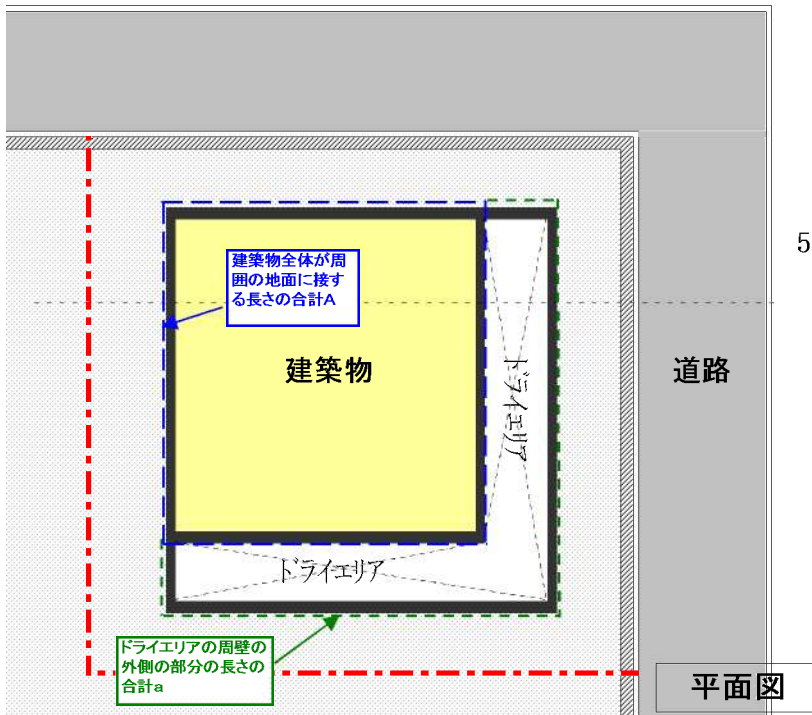 5
建築物全体が周
囲の地面に接す
る長さの合計A
建築物
道路
ドライエリア
ドライエリア
ドライエリアの周壁の
外側の部分の長さの
合計a
平面図